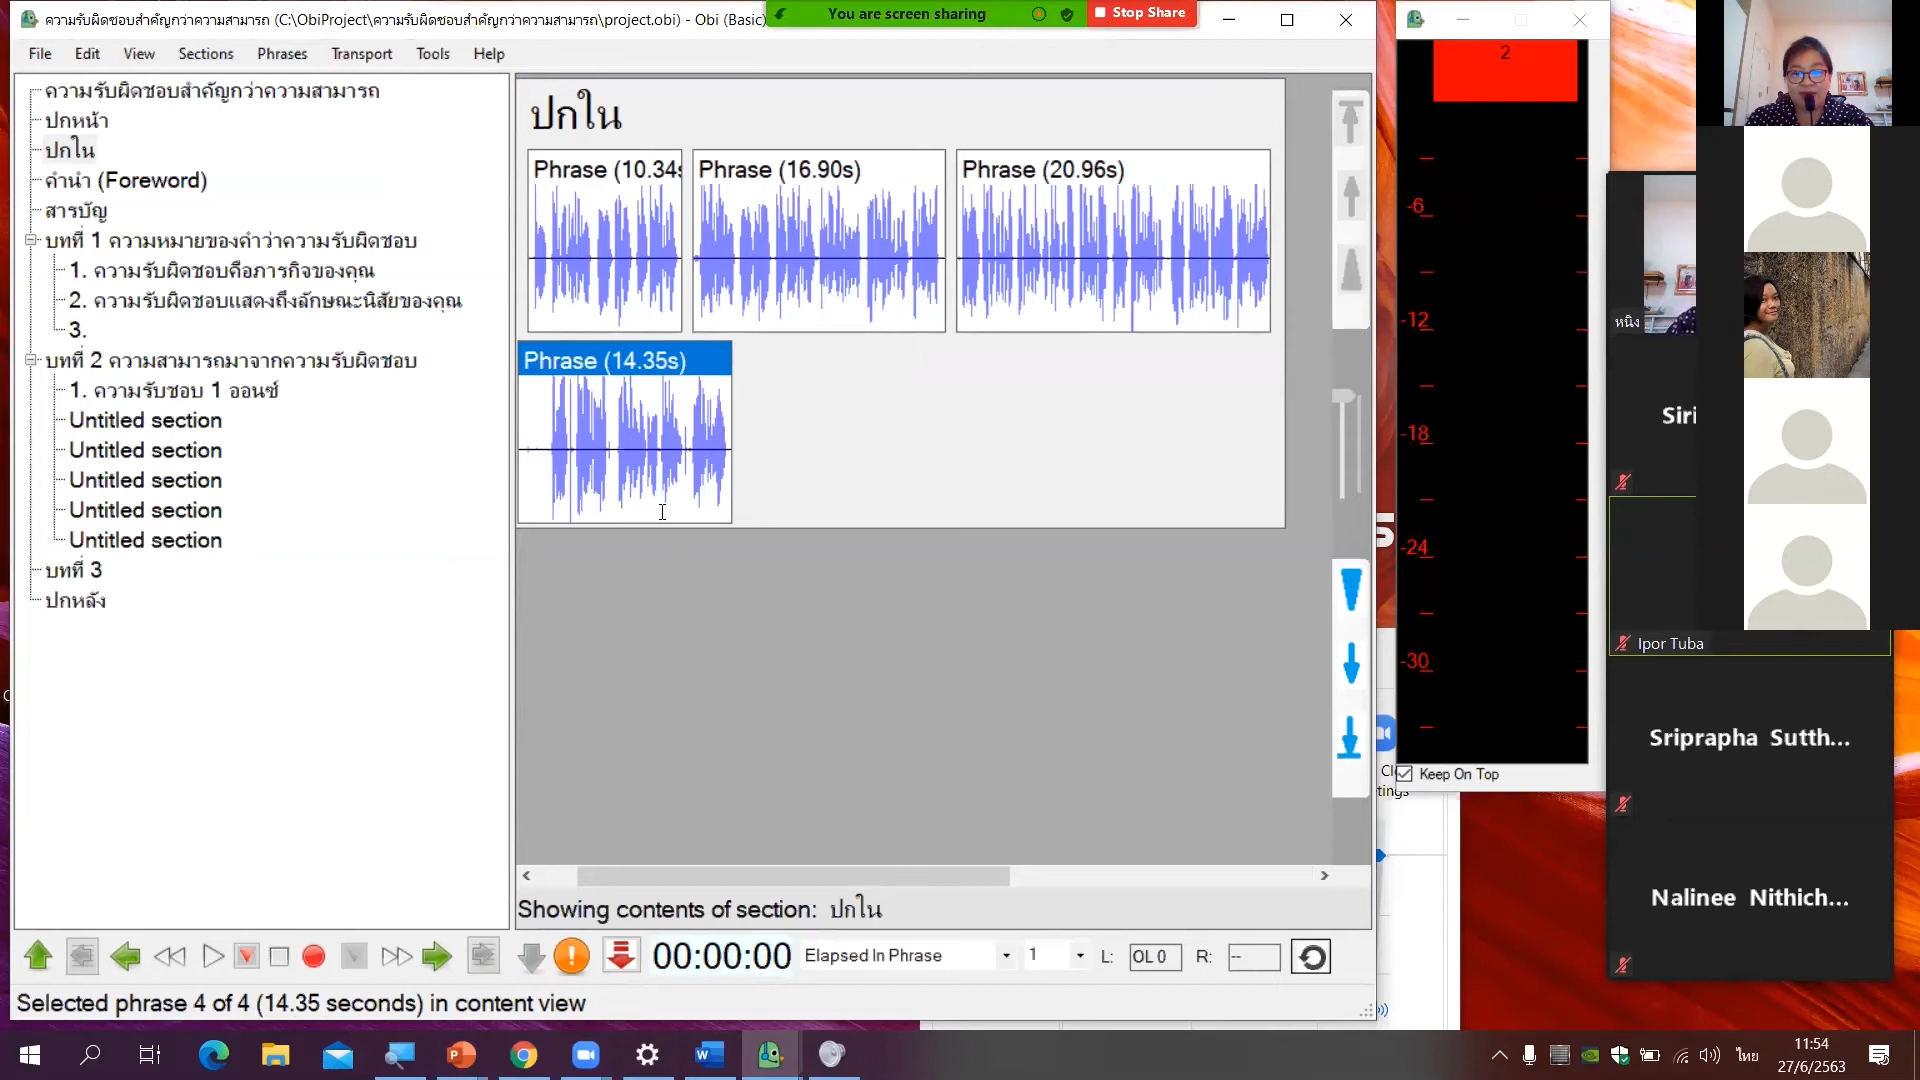 ความรับผิดชอบสำคัญกว่าความสามารถ (C:\ObiProject\ความรับผิดชอบสำคัญกว่าความสามารถ\project.obi) - Obi (Basic)
You are screen sharing
Stop Share
File Edit View Sections Phrases Transport Tools Help
ความรับผิดชอบสำคัญกว่าความสามารถ
ปกหน้า
ปกใน
คำนำ (Foreword)
สารบัญ
บทที่ 1 ความหมายของคำว่าความรับผิดชอบ
1. ความรับผิดชอบคือภารกิจของคุณ
2. ความรับผิดชอบแสดงถึงลักษณะนิสัยของคุณ
3.
บทที่ 2 ความสามารถมาจากความรับผิดชอบ
1. ความรับชอบ 1 ออนซ์
Untitled section
Untitled section
Untitled section
Untitled section
Untitled section
บทที่ 3
ปกหลัง
ปกใน
Phrase (10.34s
Phrase (16.90s)
Phrase (20.96s)
Phrase (14.35s)
Showing contents of section: ปกใน
00:00:00 Elapsed In Phrase 1 L: OL 0 R: --
Selected phrase 4 of 4 (14.35 seconds) in content view
2
-6
-12
-18
-24
-30
Keep On Top
tings
หนิง
Siri
Ipor Tuba
Sriprapha Sutth...
Nalinee Nithich...
ไทย
11:54
27/6/2563